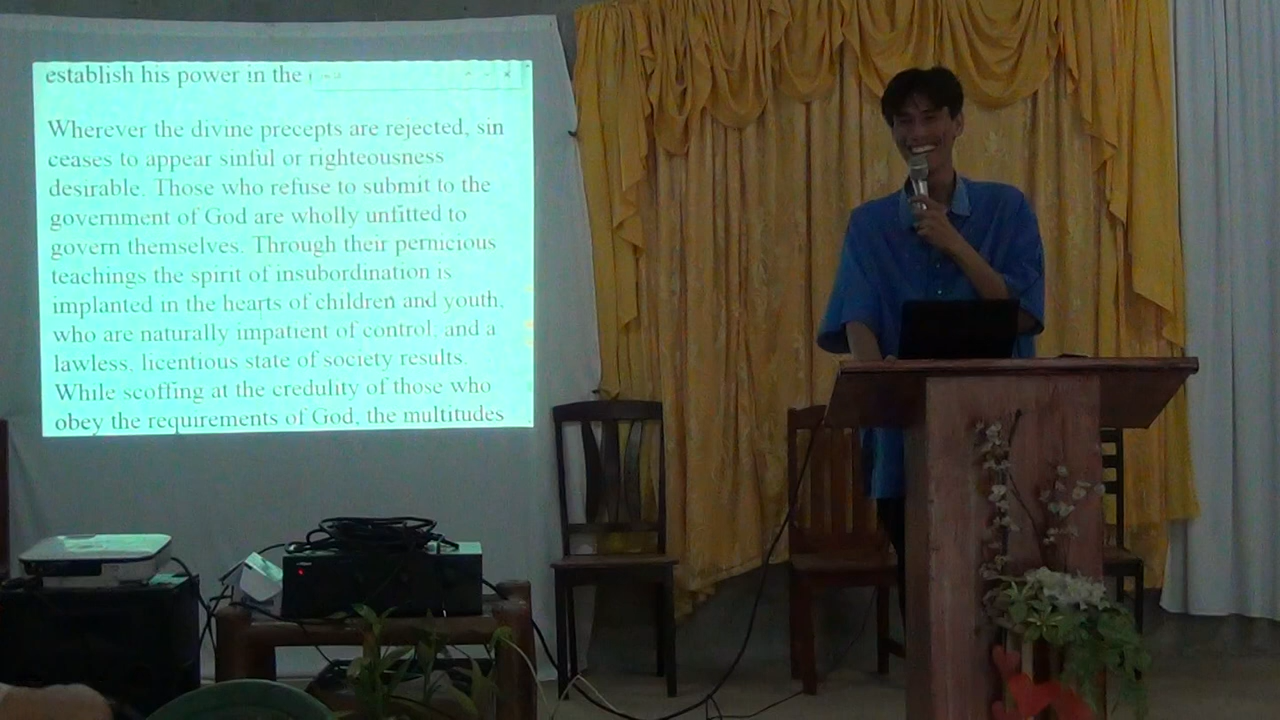 establish his power in the
Wherever the divine precepts are rejected, sin
ceases to appear sinful or righteousness
desirable. Those who refuse to submit to the
government of God are wholly unfitted to
govern themselves. Through their pernicious
teachings the spirit of insubordination is
implanted in the hearts of children and youth,
who are naturally impatient of control, and a
lawless, licentious state of society results.
While scoffing at the credulity of those who
obey the requirements of God, the multitudes